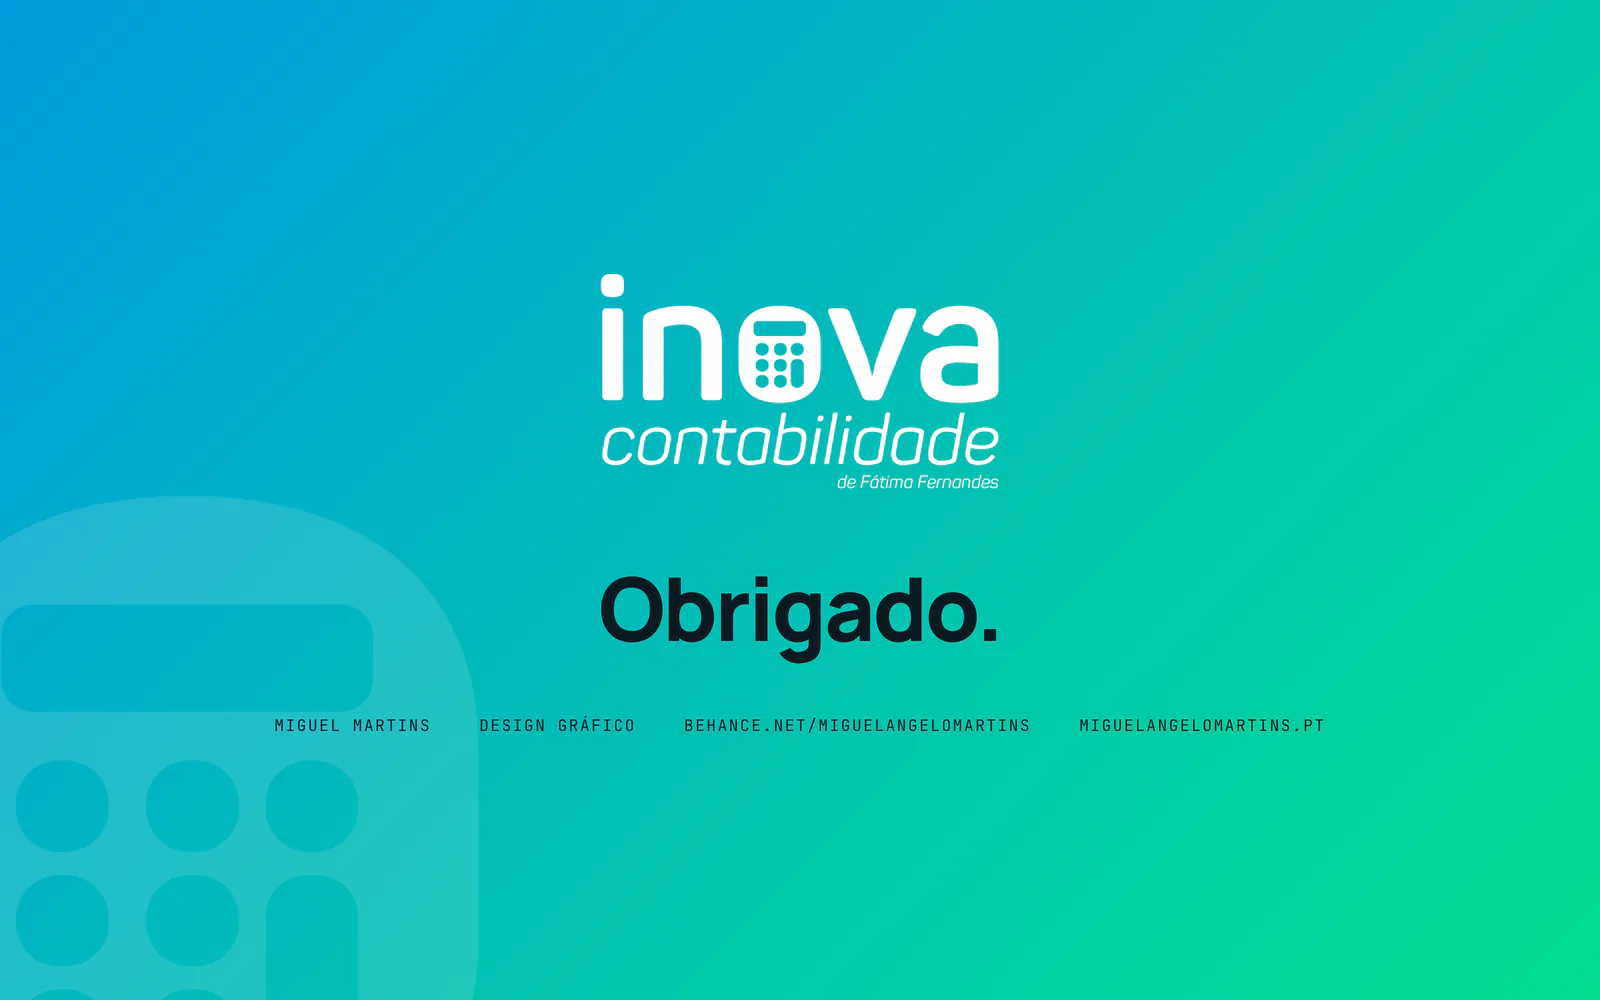 inova
contabilidade
de Fátima Fernandes
Obrigado.
MIGUEL MARTINS DESIGN GRÁFICO BEHANCE.NET/MIGUELANGELOMARTINS MIGUELANGELOMARTINS.PT